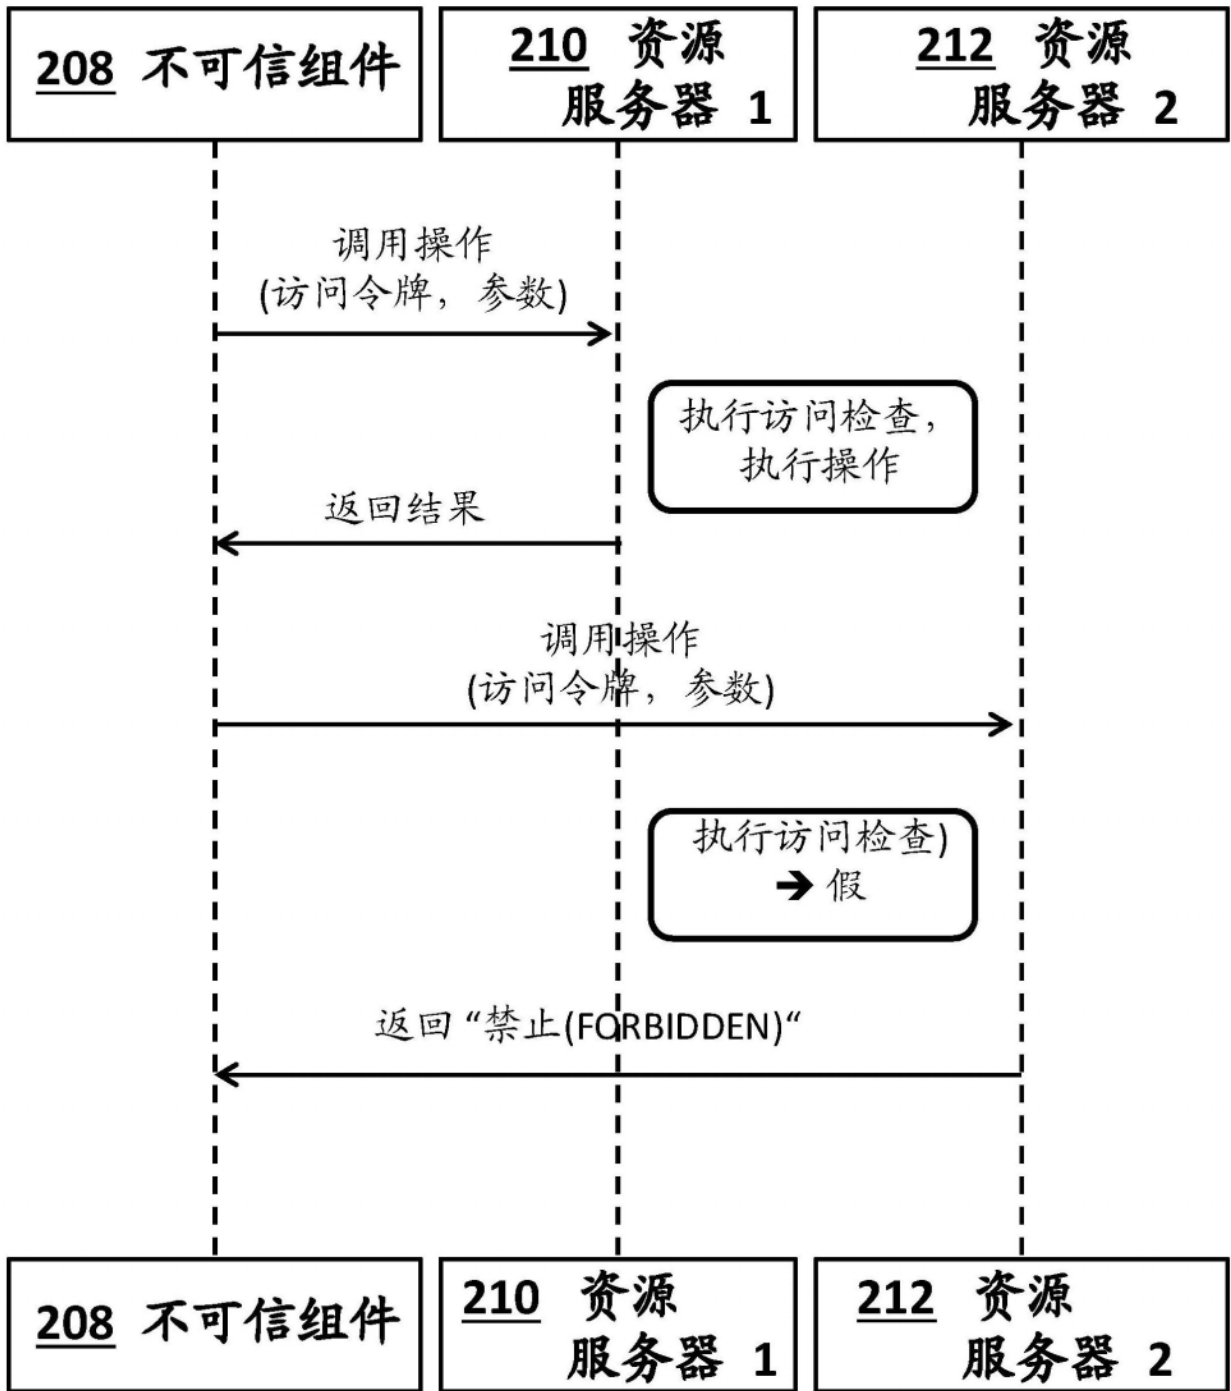 208 不可信组件
210 资源
服务器 1
212 资源
服务器 2
调用操作
(访问令牌，参数)
执行访问检查，
执行操作
返回结果
调用操作
(访问令牌，参数)
执行访问检查)
➔ 假
返回 “禁止(FORBIDDEN)“
208 不可信组件
210 资源
服务器 1
212 资源
服务器 2